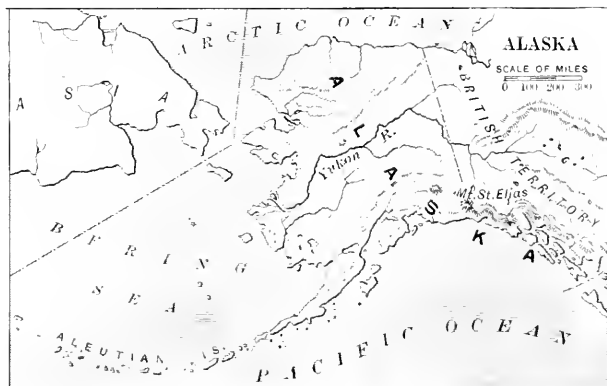 ARCTIC OCEAN
ALASKA
SCALE OF MILES
0 100 200 300
ASIA
ALASKA
BRITISH TERRITORY
Yukon R.
Mt. St. Elias
BERING
SEA
ALEUTIAN IS.
PACIFIC OCEAN